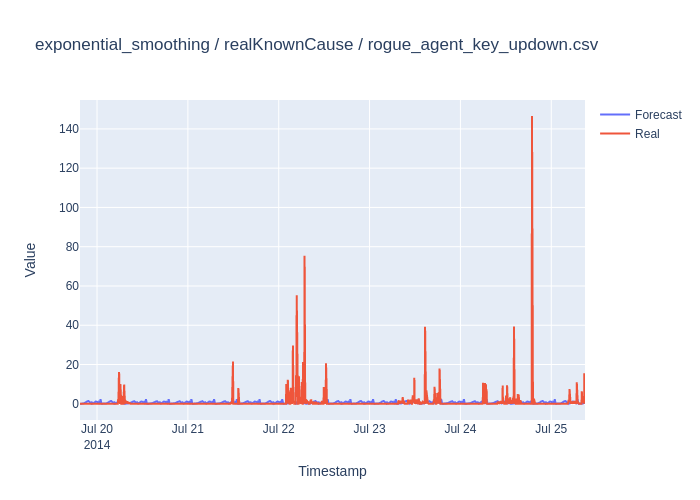 exponential_smoothing / realKnownCause / rogue_agent_key_updown.csv
Forecast
Real
140
120
100
80
60
40
20
0
Value
Jul 20
2014
Jul 21
Jul 22
Jul 23
Jul 24
Jul 25
Timestamp